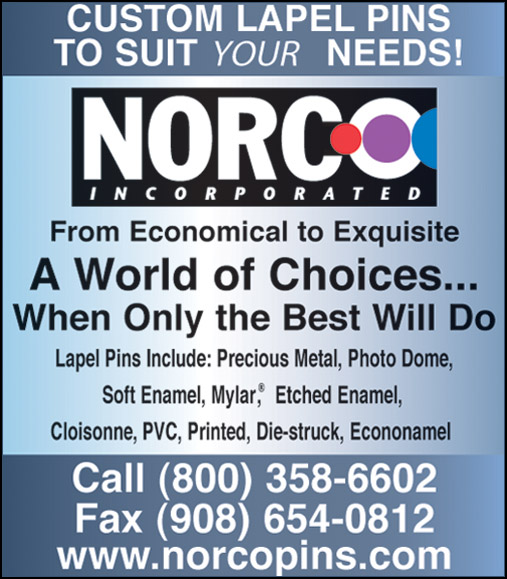 CUSTOM LAPEL PINS
TO SUIT YOUR NEEDS!
NORCO
INCORPORATED
From Economical to Exquisite
A World of Choices...
When Only the Best Will Do
Lapel Pins Include: Precious Metal, Photo Dome,
Soft Enamel, Mylar,® Etched Enamel,
Cloisonne, PVC, Printed, Die-struck, Econonamel
Call (800) 358-6602
Fax (908) 654-0812
www.norcopins.com